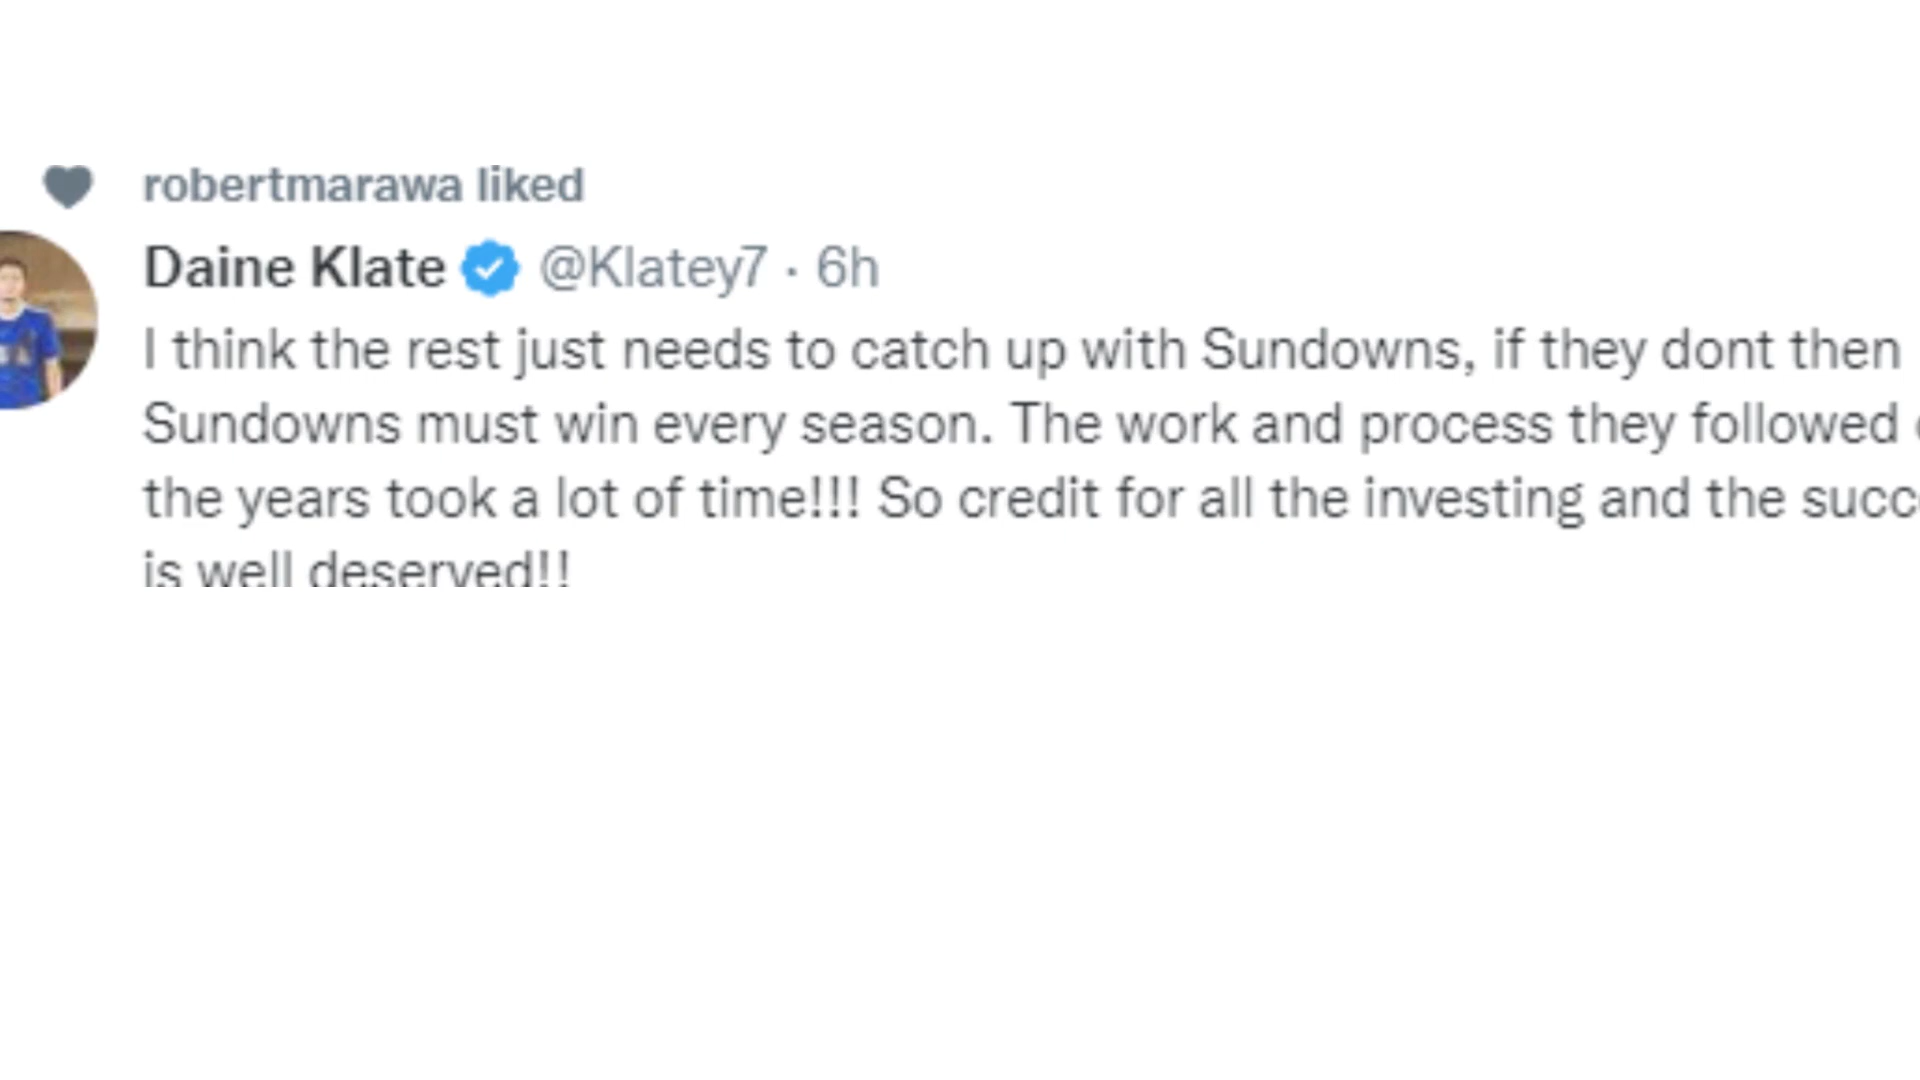 robertmarawa liked
Daine Klate @Klatey7 · 6h
I think the rest just needs to catch up with Sundowns, if they dont then
Sundowns must win every season. The work and process they followed
the years took a lot of time!!! So credit for all the investing and the
is well deserved!!